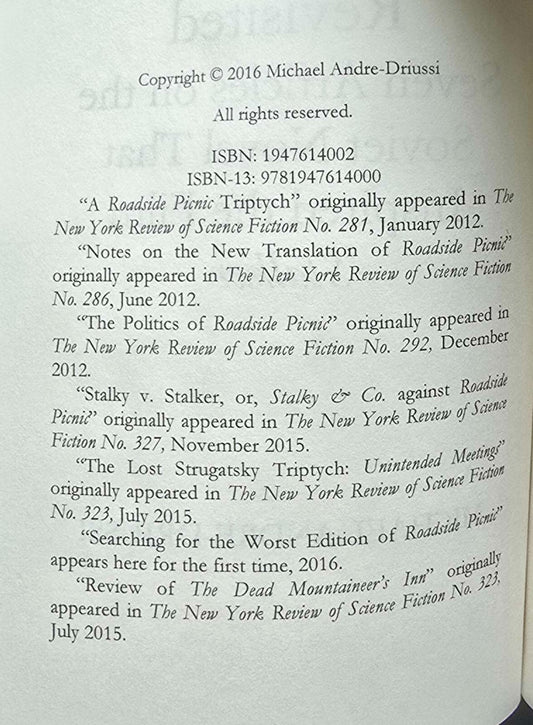 Copyright © 2016 Michael Andre-Driussi
All rights reserved.
ISBN: 1947614002
ISBN-13: 9781947614000
“A Roadside Picnic Triptych” originally appeared in The
New York Review of Science Fiction No. 281, January 2012.
“Notes on the New Translation of Roadside Picnic”
originally appeared in The New York Review of Science Fiction
No. 286, June 2012.
“The Politics of Roadside Picnic” originally appeared in
The New York Review of Science Fiction No. 292, December
2012.
“Stalky v. Stalker, or, Stalky & Co. against Roadside
Picnic” originally appeared in The New York Review of Science
Fiction No. 327, November 2015.
“The Lost Strugatsky Triptych: Unintended Meetings”
originally appeared in The New York Review of Science Fiction
No. 323, July 2015.
“Searching for the Worst Edition of Roadside Picnic”
appears here for the first time, 2016.
“Review of The Dead Mountaineer’s Inn” originally
appeared in The New York Review of Science Fiction No. 323,
July 2015.